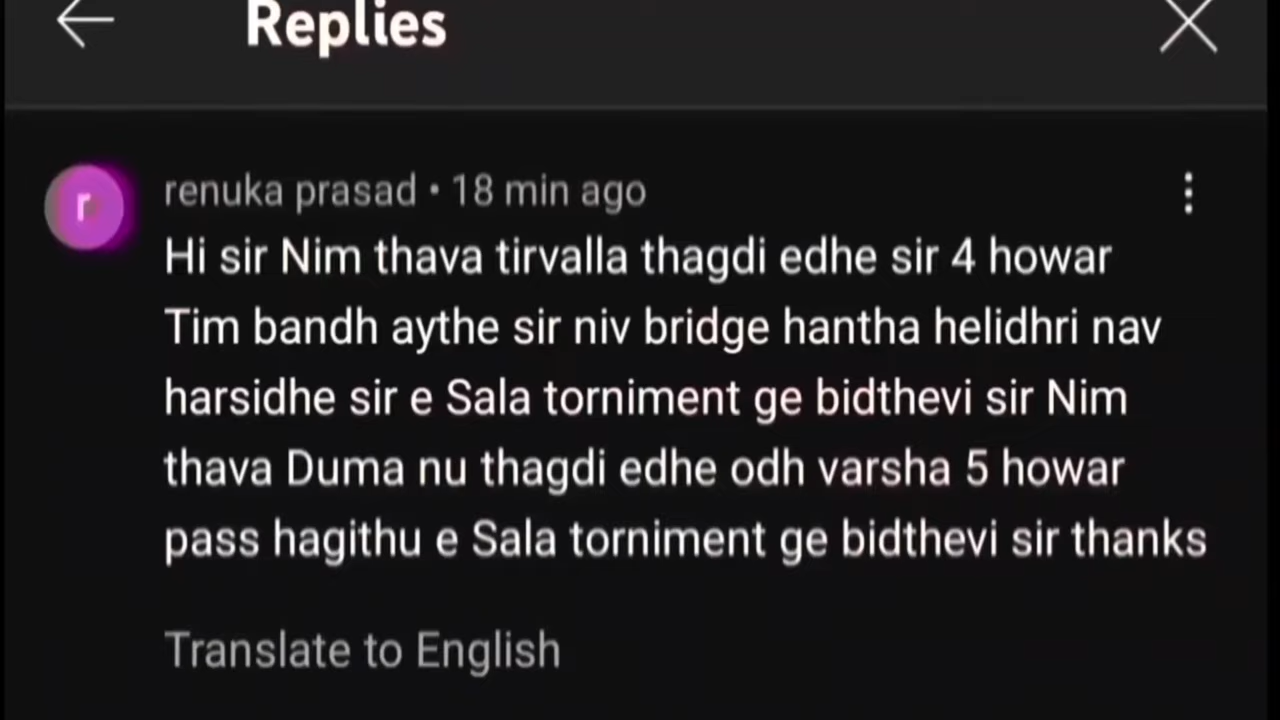 Replies
r
renuka prasad • 18 min ago
Hi sir Nim thava tirvalla thagdi edhe sir 4 howar
Tim bandh aythe sir niv bridge hantha helidhri nav
harsidhe sir e Sala torniment ge bidthevi sir Nim
thava Duma nu thagdi edhe odh varsha 5 howar
pass hagithu e Sala torniment ge bidthevi sir thanks
Translate to English